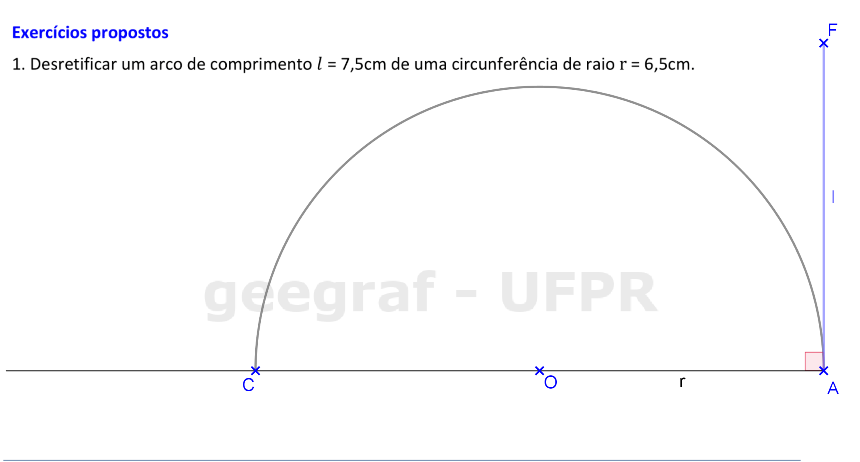 Exercícios propostos
F
1. Desretificar um arco de comprimento l = 7,5cm de uma circunferência de raio r = 6,5cm.
l
geegraf - UFPR
C
O
r
A